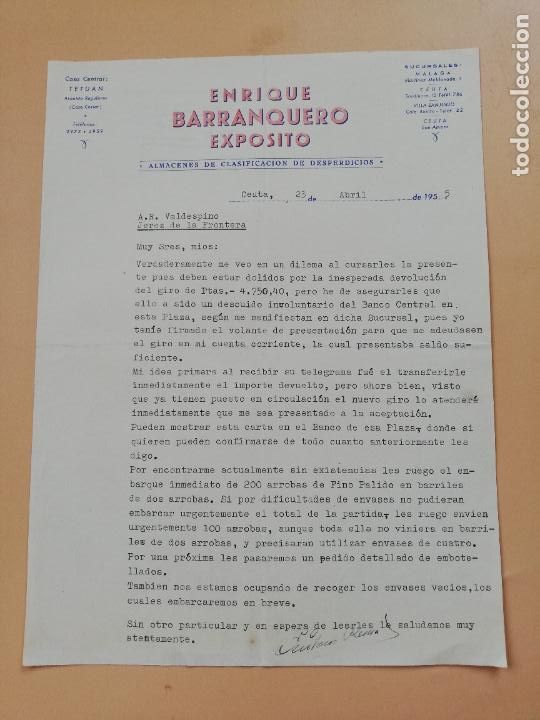 Casa Central:
TETUAN
(Casa Corser)
Teléfonos
ENRIQUE
BARRANQUERO
EXPOSITO
SUCURSALES:
MALAGA
CEUTA
CEUTA
• ALMACENES DE CLASIFICACION DE DESPERDICIOS •
Ceuta, 23 de Abril de 1955
A.R. Valdespino
Jerez de la Frontera
Muy Sres, mios:
Verdaderamente me veo en un dilema al cursarles la presen-
te pues deben estar dolidos por la inesperada devolución
del giro de Ptas.- 4.750,40, pero he de asegurarles que
ello a sido un descuido involuntario del Banco Central en
esta Plaza, según me manifiestan en dicha Sucursal, pues yo
tenía firmado el volante de presentación para que me adeudasen
el giro en mi cuenta corriente, la cual presentaba saldo su-
ficiente.
Mi idea primera al recibir su telegrama fué el transferirle
inmediatamente el importe devuelto, pero ahora bien, visto
que ya tienen puesto en circulación el nuevo giro lo atenderé
inmediatamente que me sea presentado a la aceptación.
Pueden mostrar esta carta en el Banco de esa Plaza, donde si
quieren pueden confirmarse de todo cuanto anteriormente les
digo.
Por encontrarme actualmente sin existencias les ruego el em-
barque inmediato de 200 arrobas de Fino Palido en barriles
de dos arrobas. Si por dificultades de envases no pudieran
embarcar urgentemente el total de la partida, les ruego envien
urgentemente 100 arrobas, aunque toda ella no viniera en barri-
les de dos arrobas, y precisaran utilizar envases de cuatro.
Por una próxima les pasaremos un pedido detallado de embote-
llados.
Tambien nos estamos ocupando de recoger los envases vacios, los
cuales embarcaremos en breve.
Sin otro particular y en espera de leerles le saludamos muy
atentamente.
todocoleccion
todocoleccion.net